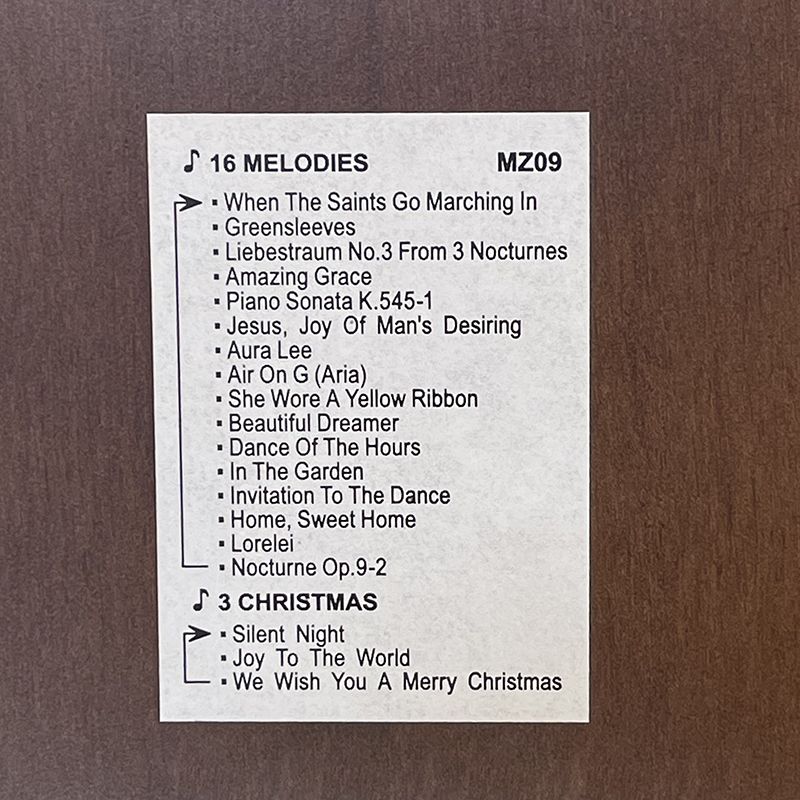 ♪ 16 MELODIES MZ09
▪ When The Saints Go Marching In
▪ Greensleeves
▪ Liebestraum No.3 From 3 Nocturnes
▪ Amazing Grace
▪ Piano Sonata K.545-1
▪ Jesus, Joy Of Man's Desiring
▪ Aura Lee
▪ Air On G (Aria)
▪ She Wore A Yellow Ribbon
▪ Beautiful Dreamer
▪ Dance Of The Hours
▪ In The Garden
▪ Invitation To The Dance
▪ Home, Sweet Home
▪ Lorelei
▪ Nocturne Op.9-2
♪ 3 CHRISTMAS
▪ Silent Night
▪ Joy To The World
▪ We Wish You A Merry Christmas